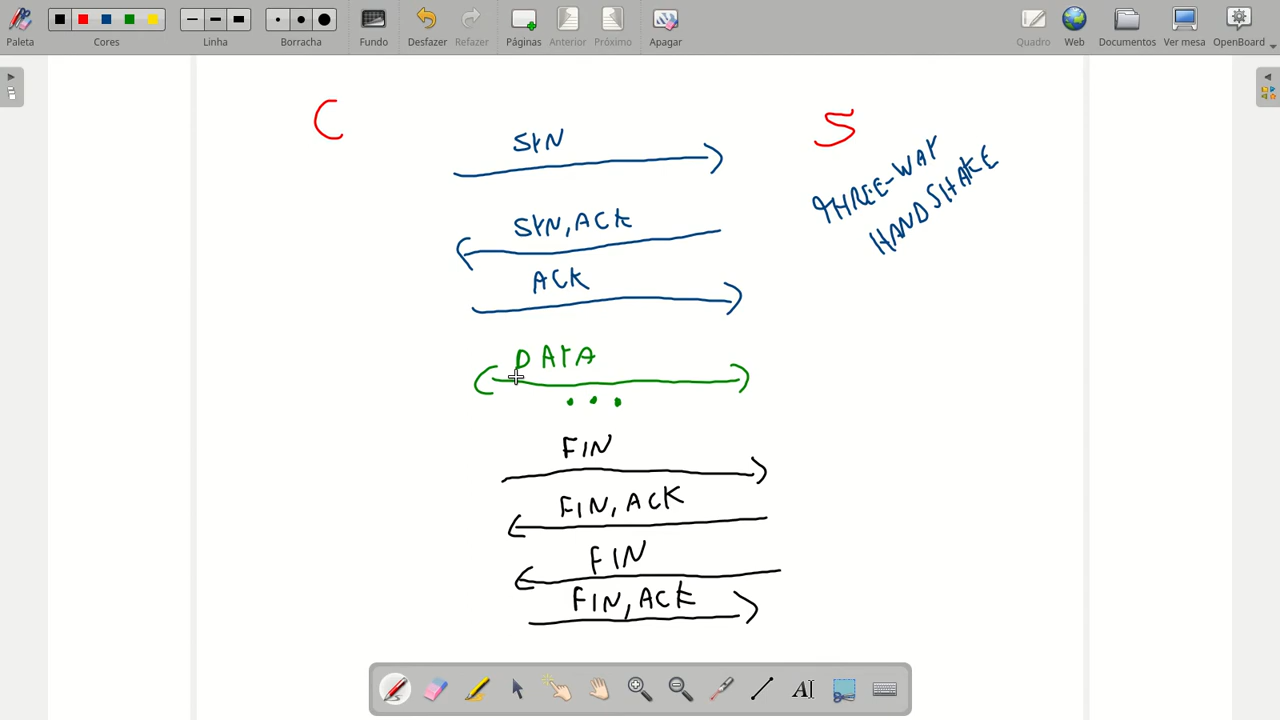 Paleta
Cores
Linha
Borracha
Fundo
Desfazer
Refazer
Páginas
Anterior
Próximo
Apagar
Quadro
Web
Documentos
Ver mesa
OpenBoard
C
S
SYN
THREE-WAY
HANDSHAKE
SYN, ACK
ACK
DATA
...
FIN
FIN, ACK
FIN
FIN, ACK